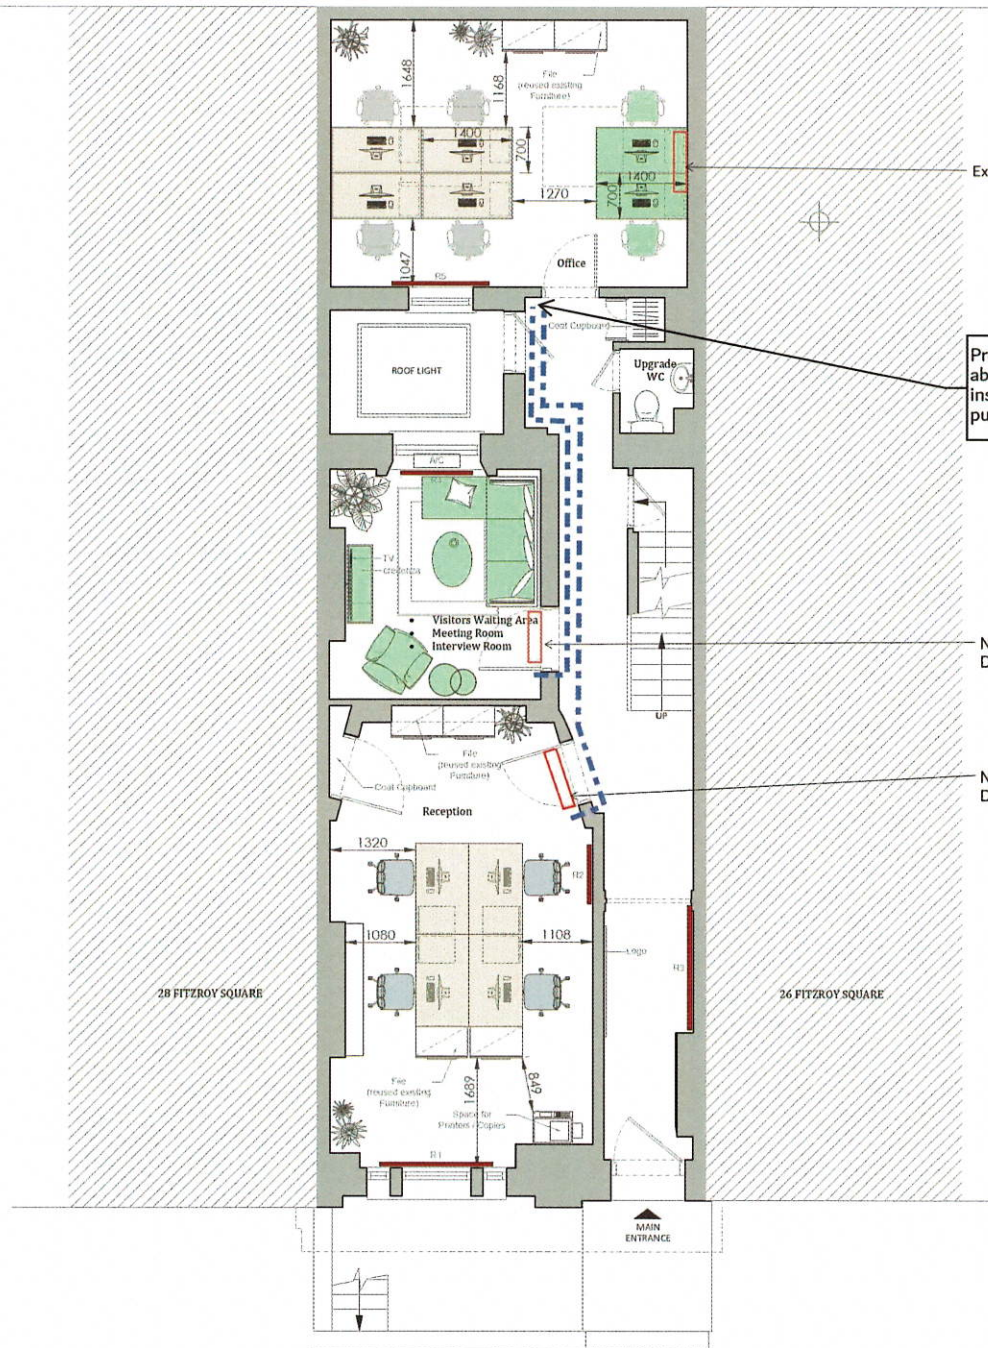 1648
1168
File
(reused existing
Furniture)
1400
700
1270
1400
700
Ex
1047
R5
Office
Coat Cupboard
Pr
ab
ins
pu
ROOF LIGHT
Upgrade
WC
A/C
TV
Credenza
Visitors Waiting Area
Meeting Room
Interview Room
N
D
UP
File
(reused existing
Furniture)
Coat Cupboard
N
D
Reception
1320
R2
1080
1108
Logo
R3
28 FITZROY SQUARE
26 FITZROY SQUARE
File
(reused existing
Furniture)
1689
849
Space for
Printers / Copies
R1
MAIN
ENTRANCE